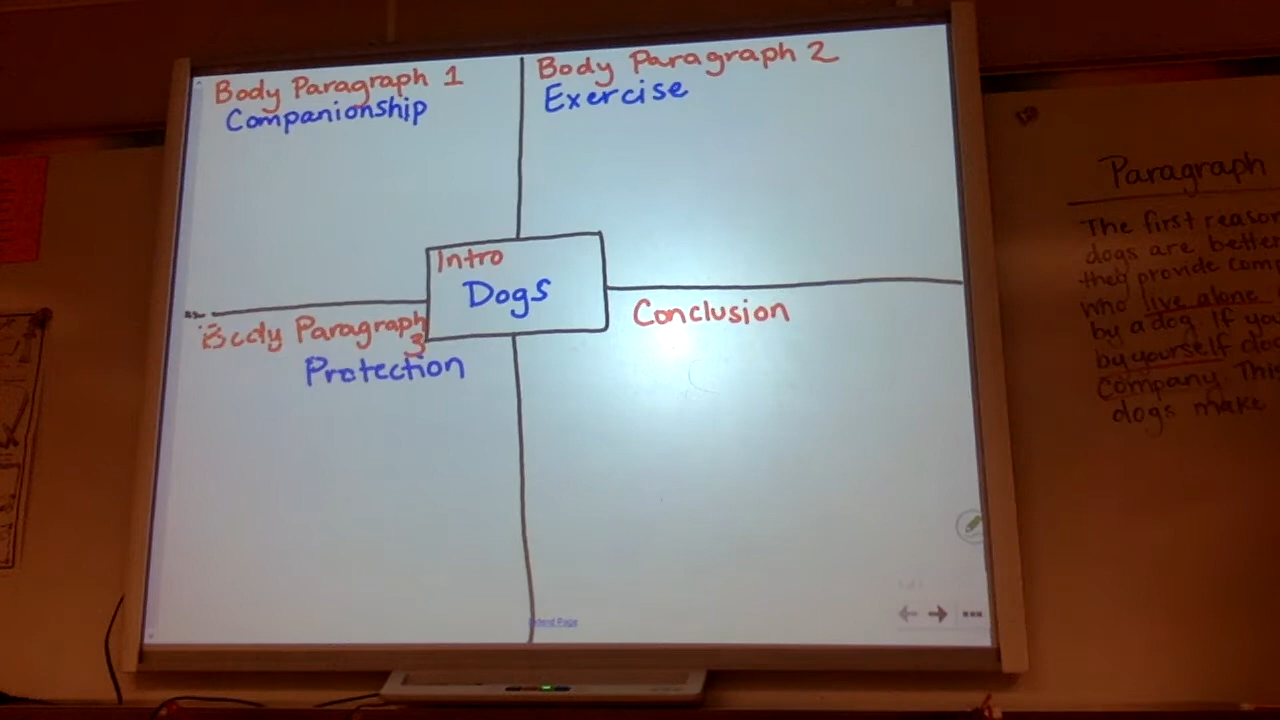 Body Paragraph 1
Companionship
Body Paragraph 2
Exercise
Intro
Dogs
Body Paragraph
3
Protection
Conclusion
Extend Page
Paragraph
The first reason
dogs are better
they provide comp
who live alone
by a dog If you
by yourself
company. This
dogs make